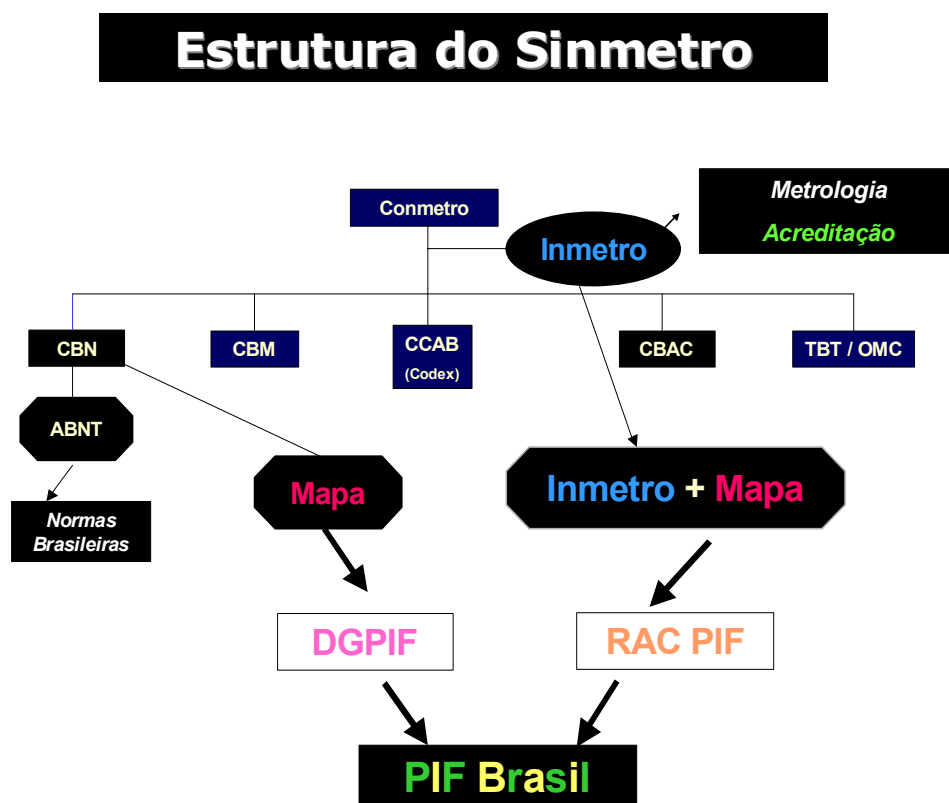 Estrutura do Sinmetro
Conmetro
Metrologia
Acreditação
Inmetro
CBN
CBM
CCAB
(Codex)
CBAC
TBT / OMC
ABNT
Mapa
Inmetro + Mapa
Normas
Brasileiras
DGPIF
RAC PIF
PIF Brasil